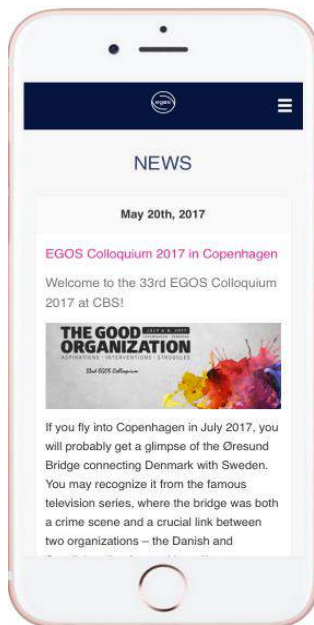 egos
NEWS
May 20th, 2017
EGOS Colloquium 2017 in Copenhagen
Welcome to the 33rd EGOS Colloquium
2017 at CBS!
THE GOOD
ORGANIZATION
ASPIRATIONS · INTERVENTIONS · STRUGGLES
33rd EGOS Colloquium
If you fly into Copenhagen in July 2017, you
will probably get a glimpse of the Øresund
Bridge connecting Denmark with Sweden.
You may recognize it from the famous
television series, where the bridge was both
a crime scene and a crucial link between
two organizations – the Danish and